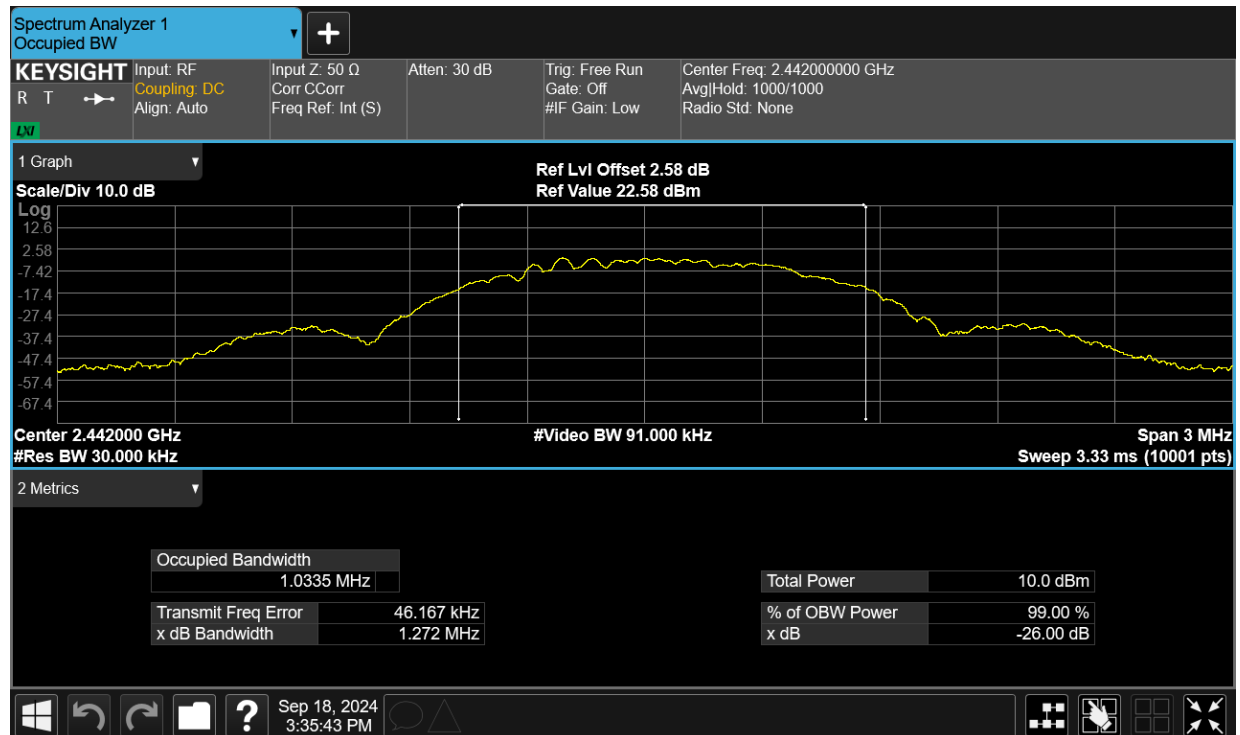 Spectrum Analyzer 1
Occupied BW
KEYSIGHT
R T
LXI
Input: RF
Coupling: DC
Align: Auto
Input Z: 50 Ω
Corr CCorr
Freq Ref: Int (S)
Atten: 30 dB
Trig: Free Run
Gate: Off
#IF Gain: Low
Center Freq: 2.442000000 GHz
Avg|Hold: 1000/1000
Radio Std: None
1 Graph
Scale/Div 10.0 dB
Ref Lvl Offset 2.58 dB
Ref Value 22.58 dBm
Log
12.6
2.58
-7.42
-17.4
-27.4
-37.4
-47.4
-57.4
-67.4
Center 2.442000 GHz
#Res BW 30.000 kHz
#Video BW 91.000 kHz
Span 3 MHz
Sweep 3.33 ms (10001 pts)
2 Metrics
Occupied Bandwidth
1.0335 MHz
Transmit Freq Error 46.167 kHz
x dB Bandwidth 1.272 MHz
Total Power 10.0 dBm
% of OBW Power 99.00 %
x dB -26.00 dB
?
Sep 18, 2024
3:35:43 PM